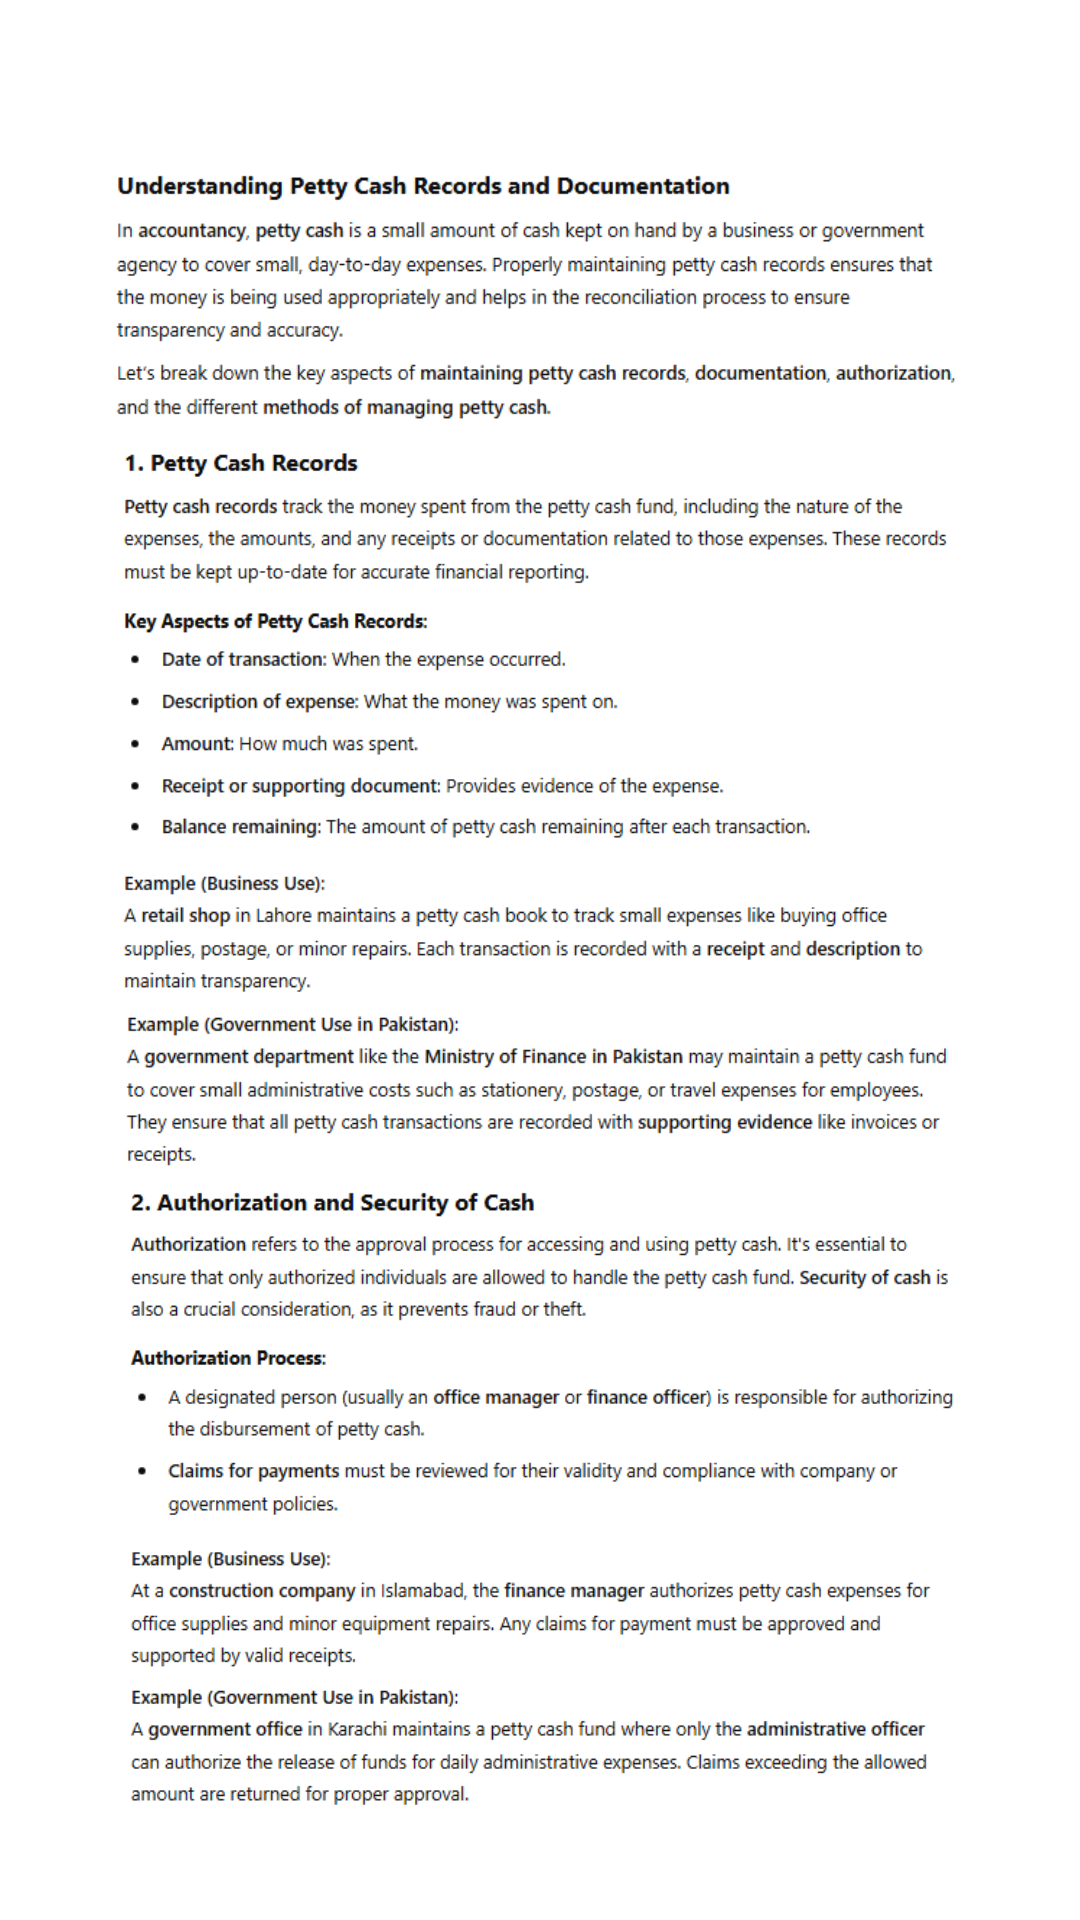 Understanding Petty Cash Records and Documentation
In accountancy, petty cash is a small amount of cash kept on hand by a business or government
agency to cover small, day-to-day expenses. Properly maintaining petty cash records ensures that
the money is being used appropriately and helps in the reconciliation process to ensure
transparency and accuracy.
Let's break down the key aspects of maintaining petty cash records, documentation, authorization,
and the different methods of managing petty cash.
1. Petty Cash Records
Petty cash records track the money spent from the petty cash fund, including the nature of the
expenses, the amounts, and any receipts or documentation related to those expenses. These records
must be kept up-to-date for accurate financial reporting.
Key Aspects of Petty Cash Records:
• Date of transaction: When the expense occurred.
• Description of expense: What the money was spent on.
• Amount: How much was spent.
• Receipt or supporting document: Provides evidence of the expense.
• Balance remaining: The amount of petty cash remaining after each transaction.
Example (Business Use):
A retail shop in Lahore maintains a petty cash book to track small expenses like buying office
supplies, postage, or minor repairs. Each transaction is recorded with a receipt and description to
maintain transparency.
Example (Government Use in Pakistan):
A government department like the Ministry of Finance in Pakistan may maintain a petty cash fund
to cover small administrative costs such as stationery, postage, or travel expenses for employees.
They ensure that all petty cash transactions are recorded with supporting evidence like invoices or
receipts.
2. Authorization and Security of Cash
Authorization refers to the approval process for accessing and using petty cash. It's essential to
ensure that only authorized individuals are allowed to handle the petty cash fund. Security of cash is
also a crucial consideration, as it prevents fraud or theft.
Authorization Process:
• A designated person (usually an office manager or finance officer) is responsible for authorizing
the disbursement of petty cash.
• Claims for payments must be reviewed for their validity and compliance with company or
government policies.
Example (Business Use):
At a construction company in Islamabad, the finance manager authorizes petty cash expenses for
office supplies and minor equipment repairs. Any claims for payment must be approved and
supported by valid receipts.
Example (Government Use in Pakistan):
A government office in Karachi maintains a petty cash fund where only the administrative officer
can authorize the release of funds for daily administrative expenses. Claims exceeding the allowed
amount are returned for proper approval.